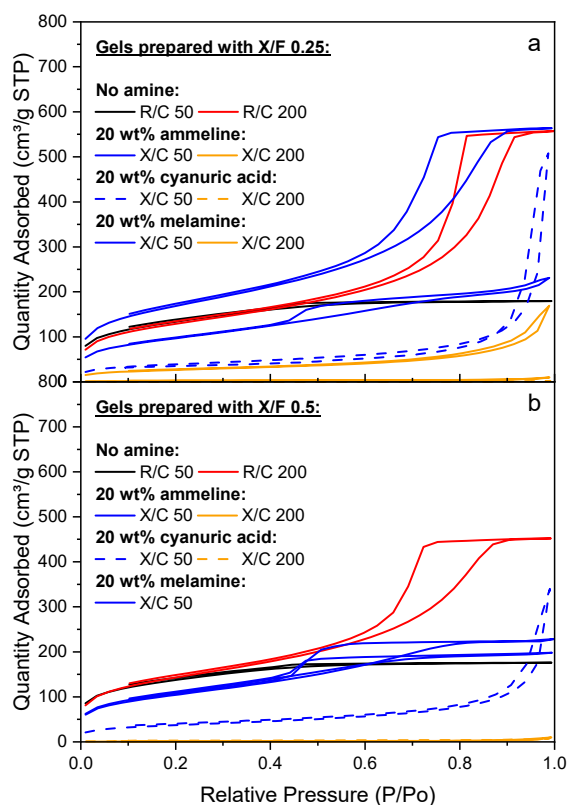 800
700
600
500
400
300
200
100
800
Quantity Adsorbed (cm³/g STP)
a
Gels prepared with X/F 0.25:
No amine:
R/C 50 R/C 200
20 wt% ammeline:
X/C 50 X/C 200
20 wt% cyanuric acid:
X/C 50 X/C 200
20 wt% melamine:
X/C 50 X/C 200
700
600
500
400
300
200
100
0
Quantity Adsorbed (cm³/g STP)
b
Gels prepared with X/F 0.5:
No amine:
R/C 50 R/C 200
20 wt% ammeline:
X/C 50 X/C 200
20 wt% cyanuric acid:
X/C 50 X/C 200
20 wt% melamine:
X/C 50
0.0 0.2 0.4 0.6 0.8 1.0
Relative Pressure (P/Po)